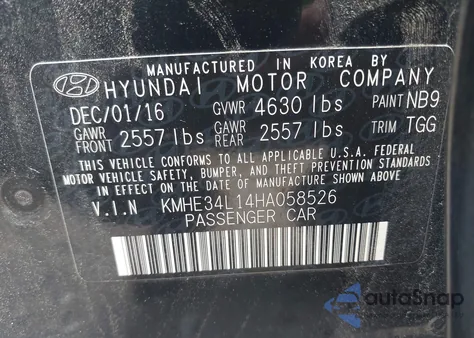 MANUFACTURED IN KOREA BY
HYUNDAI MOTOR COMPANY
DEC/01/16 GVWR 4630 lbs PAINT NB9
GAWR FRONT 2557 lbs GAWR REAR 2557 lbs TRIM TGG
THIS VEHICLE CONFORMS TO ALL APPLICABLE U.S.A. FEDERAL
MOTOR VEHICLE SAFETY, BUMPER, AND THEFT PREVENTION STANDARDS
IN EFFECT ON THE DATE OF MANUFACTURE SHOWN ABOVE.
V.I.N KMHE34L14HA058526
PASSENGER CAR
autoSnap